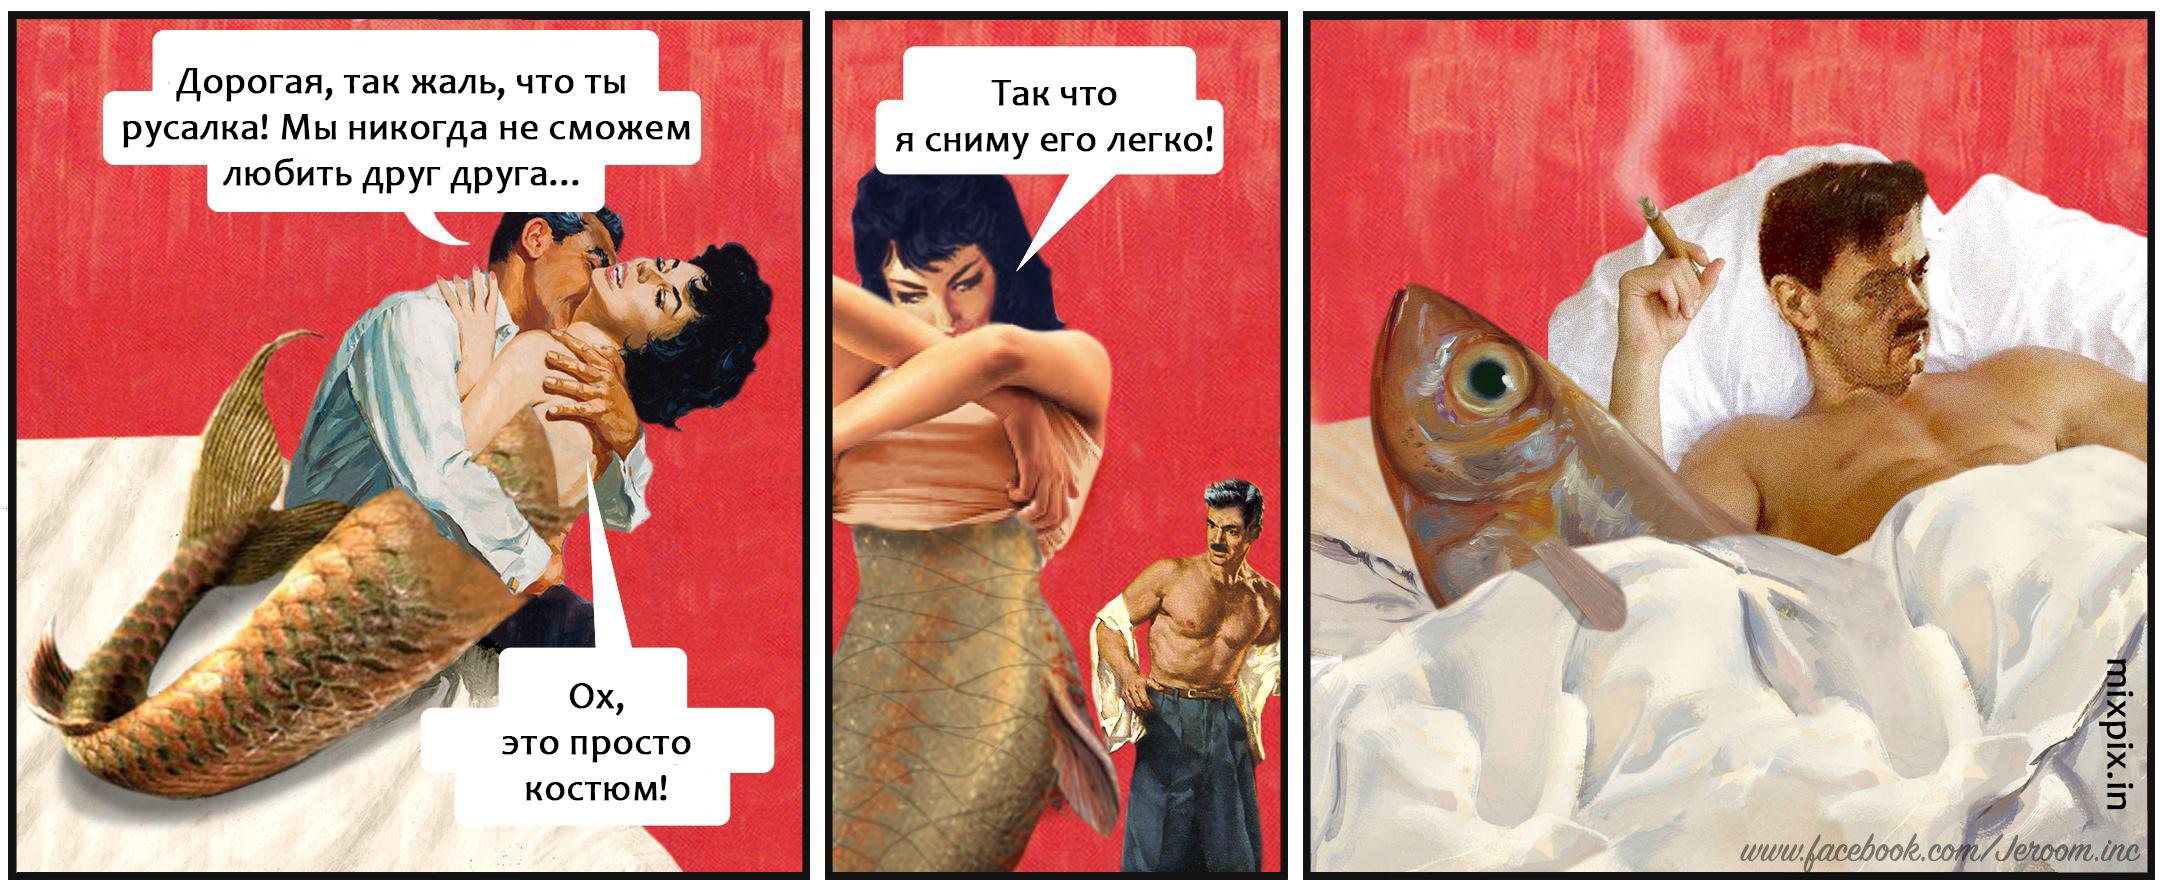 Дорогая, так жаль, что ты
русалка! Мы никогда не сможем
любить друг друга...
Ох,
это просто
костюм!
Так что
я сниму его легко!
mixpix.in
www.facebook.com/Jeroom.inc